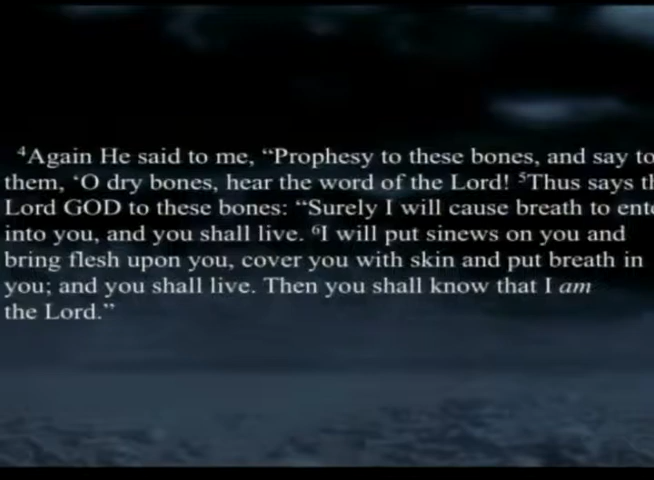 ⁴Again He said to me, “Prophesy to these bones, and say to
them, ‘O dry bones, hear the word of the Lord! ⁵Thus says th
Lord GOD to these bones: “Surely I will cause breath to ente
into you, and you shall live. ⁶I will put sinews on you and
bring flesh upon you, cover you with skin and put breath in
you; and you shall live. Then you shall know that I am
the Lord.”